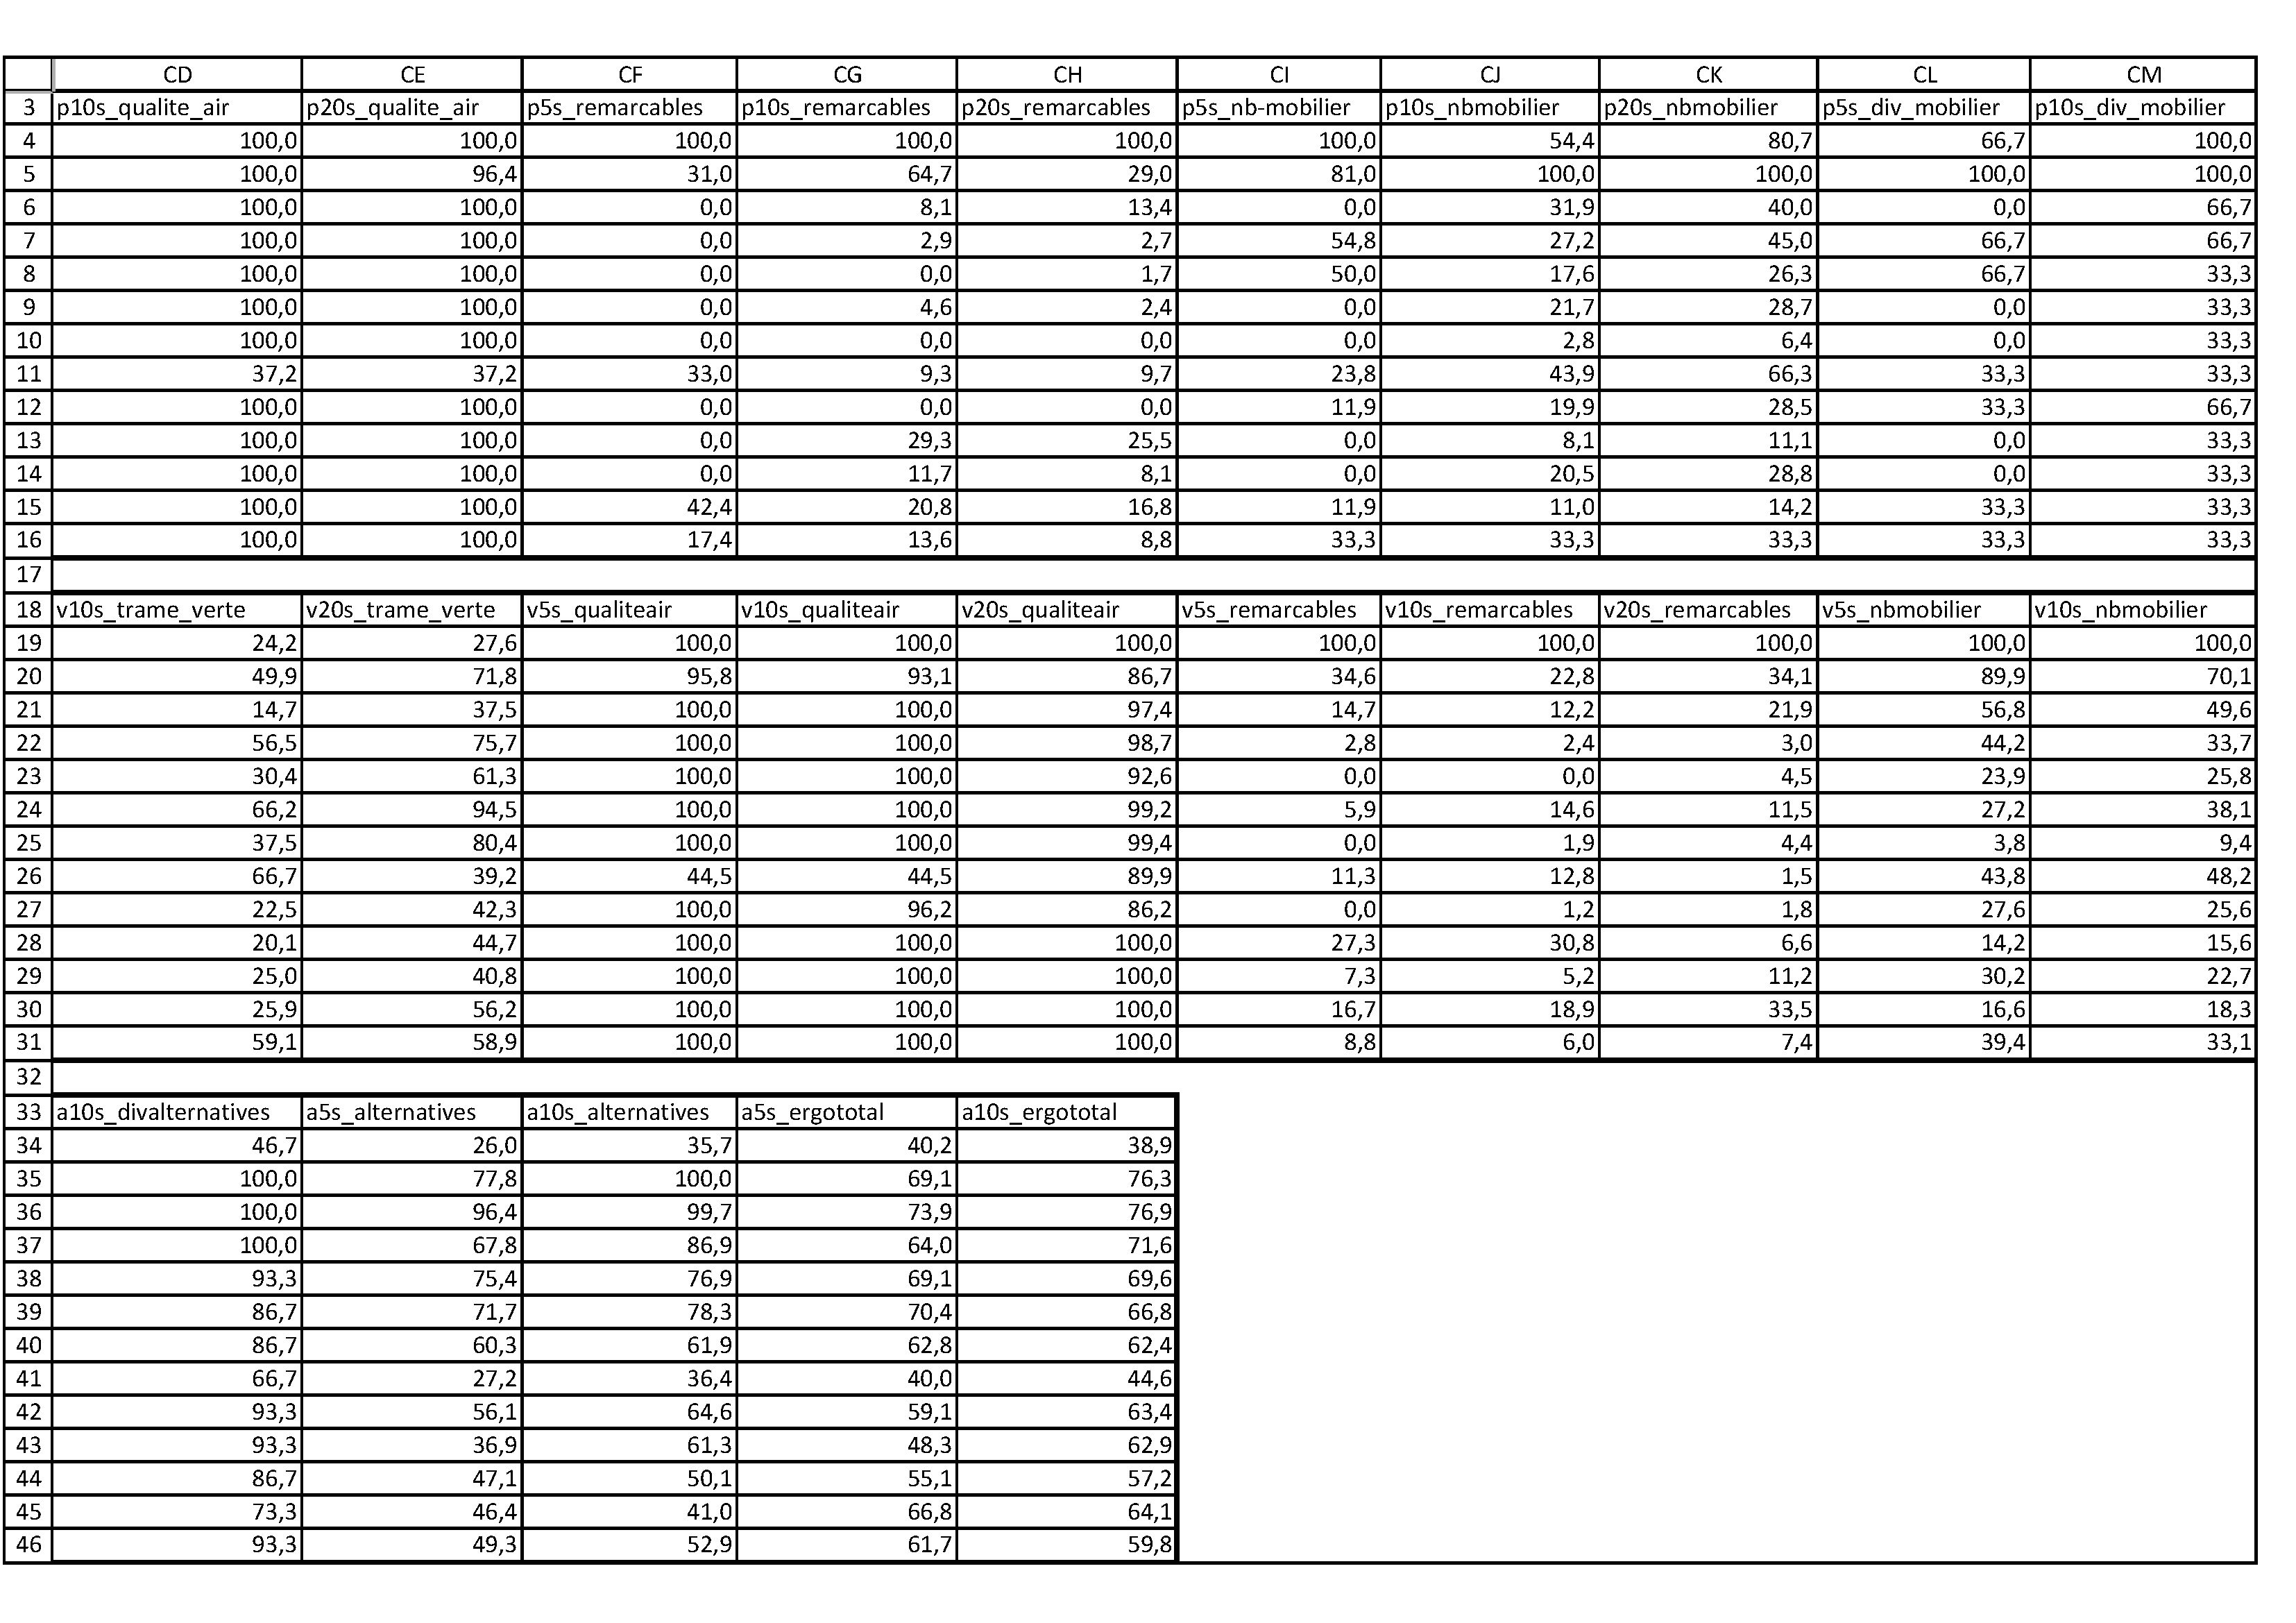 CD CE CF CG CH CI CJ CK CL CM
3 p10s_qualite_air p20s_qualite_air p5s_remarcables p10s_remarcables p20s_remarcables p5s_nb-mobilier p10s_nbmobilier p20s_nbmobilier p5s_div_mobilier p10s_div_mobilier
4 100,0 100,0 100,0 100,0 100,0 100,0 54,4 80,7 66,7 100,0
5 100,0 96,4 31,0 64,7 29,0 81,0 100,0 100,0 100,0 100,0
6 100,0 100,0 0,0 8,1 13,4 0,0 31,9 40,0 0,0 66,7
7 100,0 100,0 0,0 2,9 2,7 54,8 27,2 45,0 66,7 66,7
8 100,0 100,0 0,0 0,0 1,7 50,0 17,6 26,3 66,7 33,3
9 100,0 100,0 0,0 4,6 2,4 0,0 21,7 28,7 0,0 33,3
10 100,0 100,0 0,0 0,0 0,0 0,0 2,8 6,4 0,0 33,3
11 37,2 37,2 33,0 9,3 9,7 23,8 43,9 66,3 33,3 33,3
12 100,0 100,0 0,0 0,0 0,0 11,9 19,9 28,5 33,3 66,7
13 100,0 100,0 0,0 29,3 25,5 0,0 8,1 11,1 0,0 33,3
14 100,0 100,0 0,0 11,7 8,1 0,0 20,5 28,8 0,0 33,3
15 100,0 100,0 42,4 20,8 16,8 11,9 11,0 14,2 33,3 33,3
16 100,0 100,0 17,4 13,6 8,8 33,3 33,3 33,3 33,3 33,3
17
18 v10s_trame_verte v20s_trame_verte v5s_qualiteair v10s_qualiteair v20s_qualiteair v5s_remarcables v10s_remarcables v20s_remarcables v5s_nbmobilier v10s_nbmobilier
19 24,2 27,6 100,0 100,0 100,0 100,0 100,0 100,0 100,0 100,0
20 49,9 71,8 95,8 93,1 86,7 34,6 22,8 34,1 89,9 70,1
21 14,7 37,5 100,0 100,0 97,4 14,7 12,2 21,9 56,8 49,6
22 56,5 75,7 100,0 100,0 98,7 2,8 2,4 3,0 44,2 33,7
23 30,4 61,3 100,0 100,0 92,6 0,0 0,0 4,5 23,9 25,8
24 66,2 94,5 100,0 100,0 99,2 5,9 14,6 11,5 27,2 38,1
25 37,5 80,4 100,0 100,0 99,4 0,0 1,9 4,4 3,8 9,4
26 66,7 39,2 44,5 44,5 89,9 11,3 12,8 1,5 43,8 48,2
27 22,5 42,3 100,0 96,2 86,2 0,0 1,2 1,8 27,6 25,6
28 20,1 44,7 100,0 100,0 100,0 27,3 30,8 6,6 14,2 15,6
29 25,0 40,8 100,0 100,0 100,0 7,3 5,2 11,2 30,2 22,7
30 25,9 56,2 100,0 100,0 100,0 16,7 18,9 33,5 16,6 18,3
31 59,1 58,9 100,0 100,0 100,0 8,8 6,0 7,4 39,4 33,1
32
33 a10s_divalternatives a5s_alternatives a10s_alternatives a5s_ergototal a10s_ergototal
34 46,7 26,0 35,7 40,2 38,9
35 100,0 77,8 100,0 69,1 76,3
36 100,0 96,4 99,7 73,9 76,9
37 100,0 67,8 86,9 64,0 71,6
38 93,3 75,4 76,9 69,1 69,6
39 86,7 71,7 78,3 70,4 66,8
40 86,7 60,3 61,9 62,8 62,4
41 66,7 27,2 36,4 40,0 44,6
42 93,3 56,1 64,6 59,1 63,4
43 93,3 36,9 61,3 48,3 62,9
44 86,7 47,1 50,1 55,1 57,2
45 73,3 46,4 41,0 66,8 64,1
46 93,3 49,3 52,9 61,7 59,8